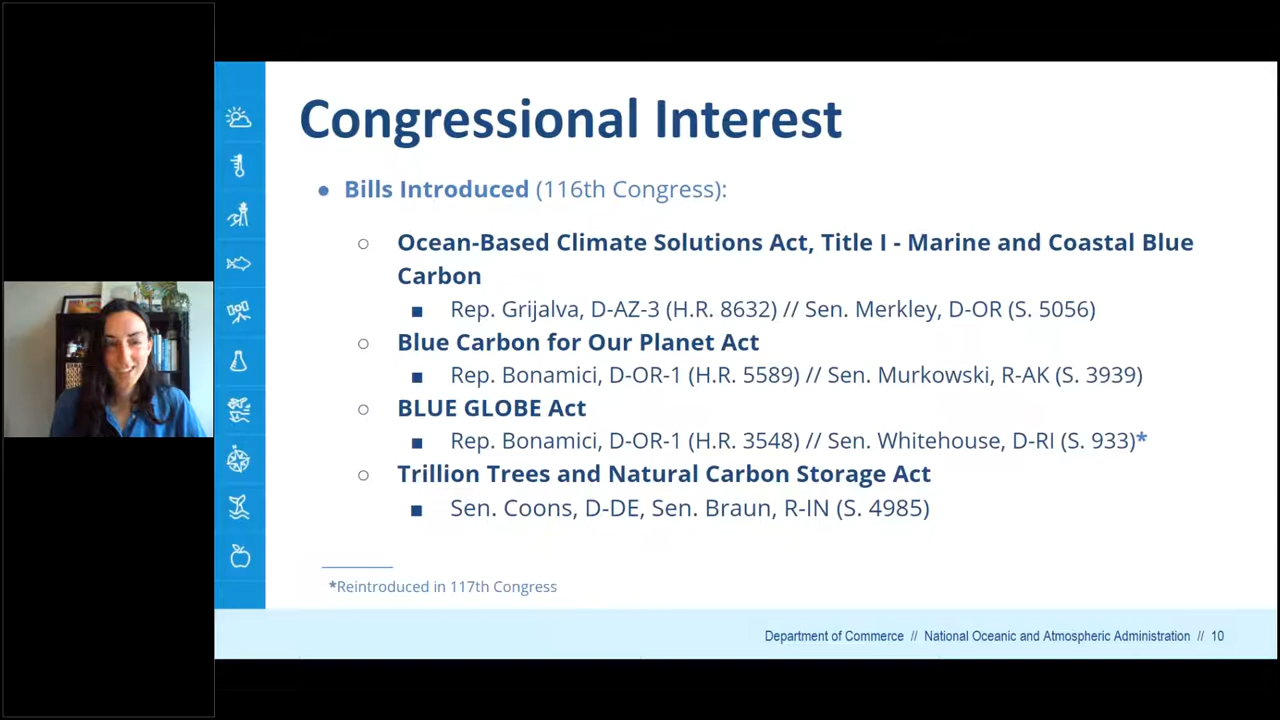 Congressional Interest
● Bills Introduced (116th Congress):
○ Ocean-Based Climate Solutions Act, Title I - Marine and Coastal Blue
Carbon
■ Rep. Grijalva, D-AZ-3 (H.R. 8632) // Sen. Merkley, D-OR (S. 5056)
○ Blue Carbon for Our Planet Act
■ Rep. Bonamici, D-OR-1 (H.R. 5589) // Sen. Murkowski, R-AK (S. 3939)
○ BLUE GLOBE Act
■ Rep. Bonamici, D-OR-1 (H.R. 3548) // Sen. Whitehouse, D-RI (S. 933)*
○ Trillion Trees and Natural Carbon Storage Act
■ Sen. Coons, D-DE, Sen. Braun, R-IN (S. 4985)
*Reintroduced in 117th Congress
Department of Commerce // National Oceanic and Atmospheric Administration // 10